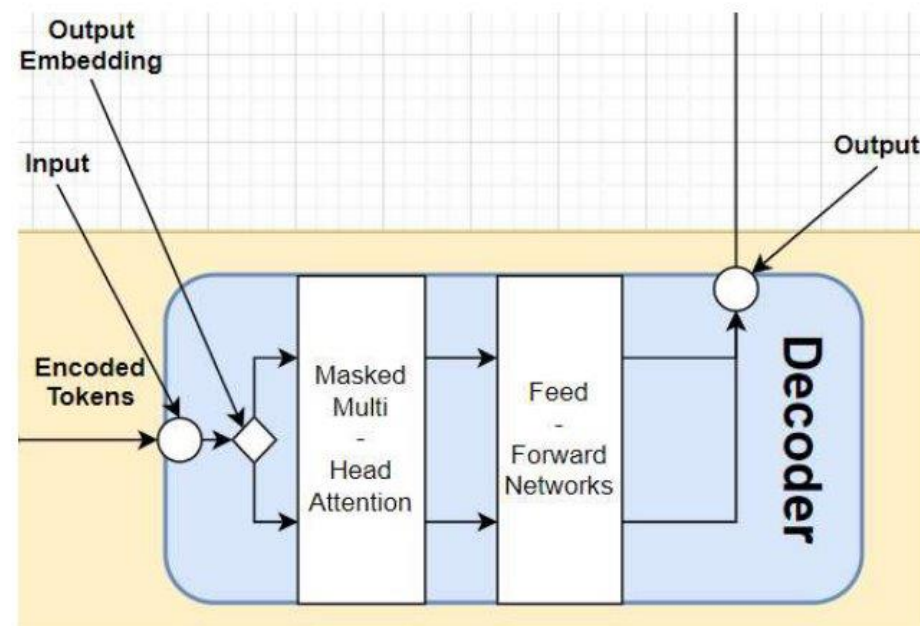 Output
Embedding
Input
Output
Encoded
Tokens
Masked
Multi
-
Head
Attention
Feed
-
Forward
Networks
Decoder